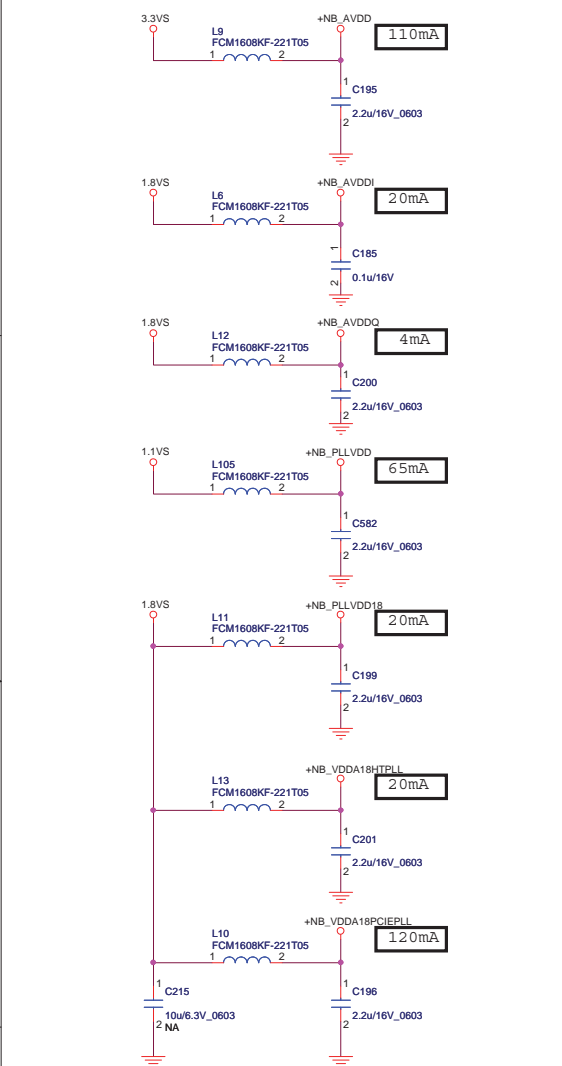 3.3VS
+NB_AVDD
110mA
L9
FCM1608KF-221T05
1
2
1
C195
2.2u/16V_0603
2
1.8VS
+NB_AVDDI
20mA
L6
FCM1608KF-221T05
1
2
1
C185
2
0.1u/16V
1.8VS
+NB_AVDDQ
4mA
L12
FCM1608KF-221T05
1
2
1
C200
2.2u/16V_0603
2
1.1VS
+NB_PLLVDD
65mA
L105
FCM1608KF-221T05
1
2
1
C582
2.2u/16V_0603
2
1.8VS
+NB_PLLVDD18
20mA
L11
FCM1608KF-221T05
1
2
1
C199
2.2u/16V_0603
2
+NB_VDDA18HTPLL
20mA
L13
FCM1608KF-221T05
1
2
1
C201
2.2u/16V_0603
2
+NB_VDDA18PCIEPLL
120mA
L10
FCM1608KF-221T05
1
2
1
C215
10u/6.3V_0603
2
NA
1
C196
2.2u/16V_0603
2